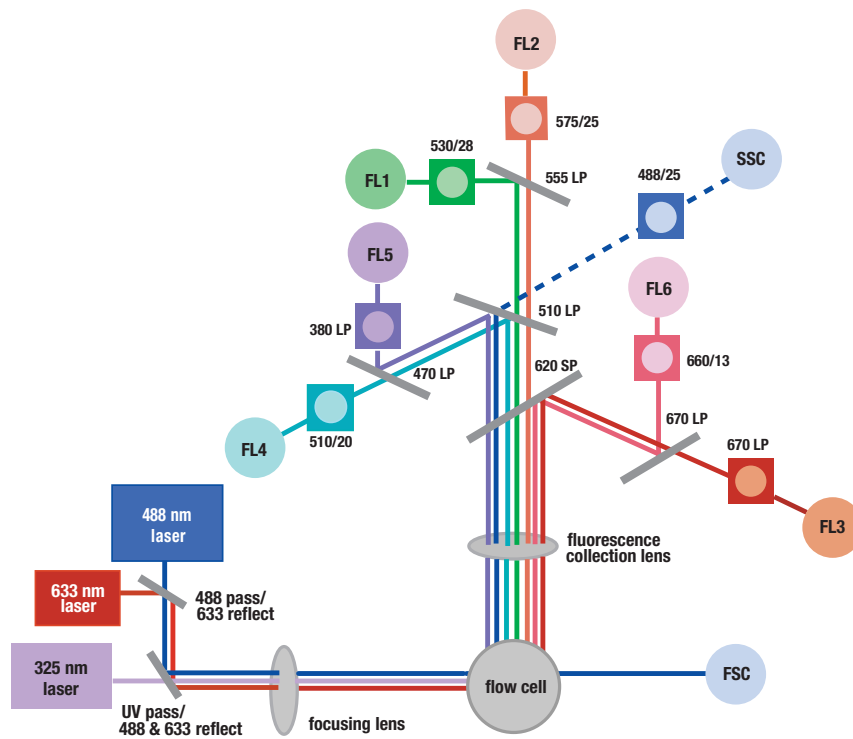 FL2
575/25
530/28
555 LP
SSC
488/25
FL1
FL5
FL6
510 LP
380 LP
620 SP
660/13
470 LP
670 LP
510/20
FL4
670 LP
FL3
488 nm
laser
fluorescence
collection lens
633 nm
laser
488 pass/
633 reflect
325 nm
laser
flow cell
FSC
UV pass/
488 & 633 reflect
focusing lens